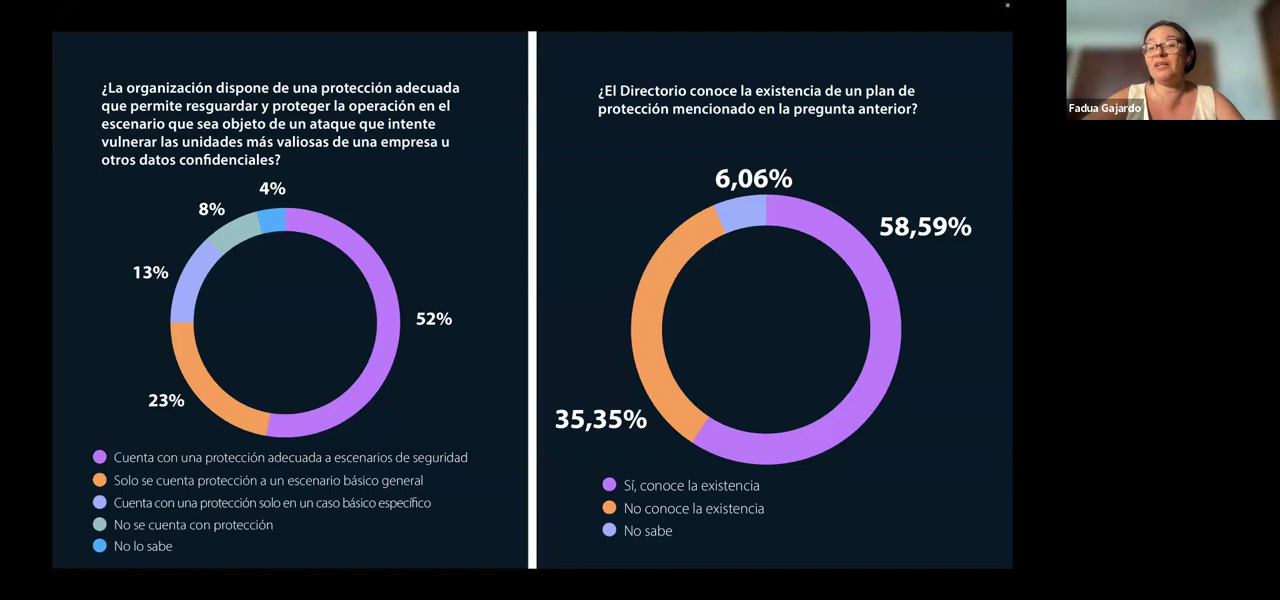 ¿La organización dispone de una protección adecuada
que permite resguardar y proteger la operación en el
escenario que sea objeto de un ataque que intente
vulnerar las unidades más valiosas de una empresa u
otros datos confidenciales?
4%
8%
13%
52%
23%
Cuenta con una protección adecuada a escenarios de seguridad
Solo se cuenta protección a un escenario básico general
Cuenta con una protección solo en un caso básico específico
No se cuenta con protección
No lo sabe
¿El Directorio conoce la existencia de un plan de
protección mencionado en la pregunta anterior?
6,06%
58,59%
35,35%
Sí, conoce la existencia
No conoce la existencia
No sabe
Fadua Gajardo